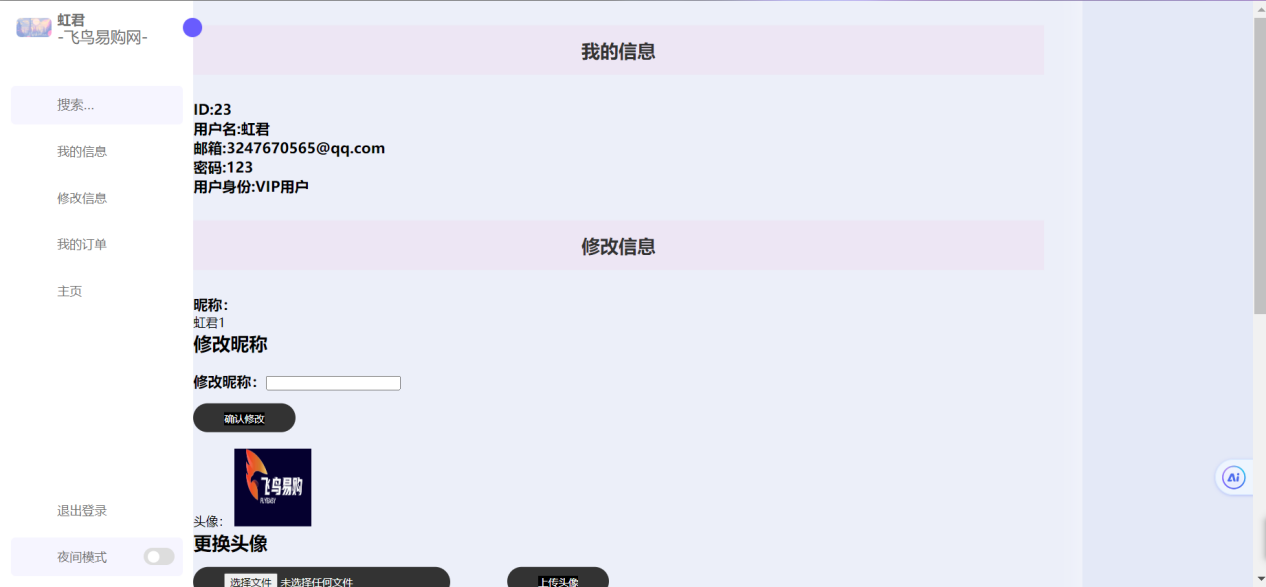 虹君
-飞鸟易购网-
搜索...
我的信息
修改信息
我的订单
主页
退出登录
夜间模式
我的信息
ID:23
用户名:虹君
邮箱:3247670565@qq.com
密码:123
用户身份:VIP用户
修改信息
昵称：
虹君1
修改昵称
修改昵称：
确认修改
飞鸟易购
头像：
更换头像
选择文件 未选择任何文件
上传头像
Ai